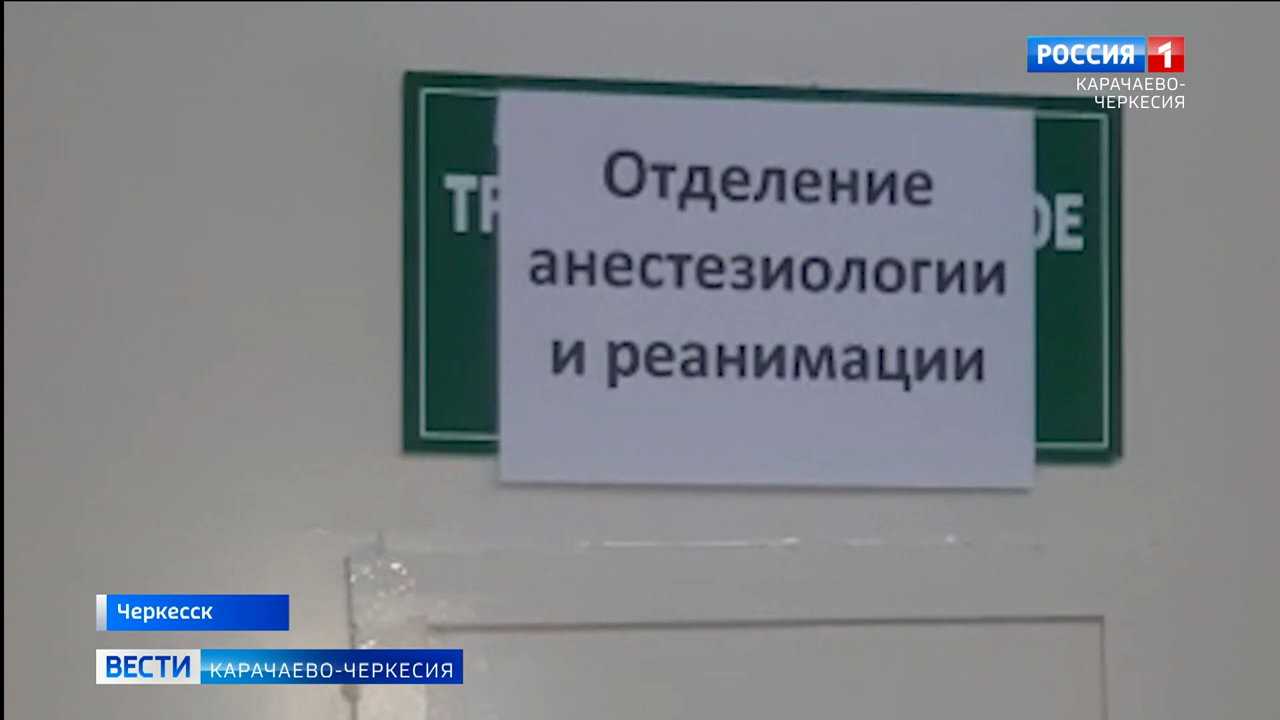 РОССИЯ 1
КАРАЧАЕВО-
ЧЕРКЕСИЯ
Отделение
анестезиологии
и реанимации
Черкесск
ВЕСТИ КАРАЧАЕВО-ЧЕРКЕСИЯ